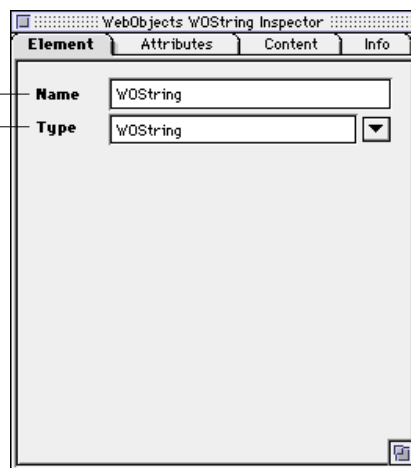 WebObjects WOString Inspector
Element Attributes Content Info
Name WOString
Type WOString